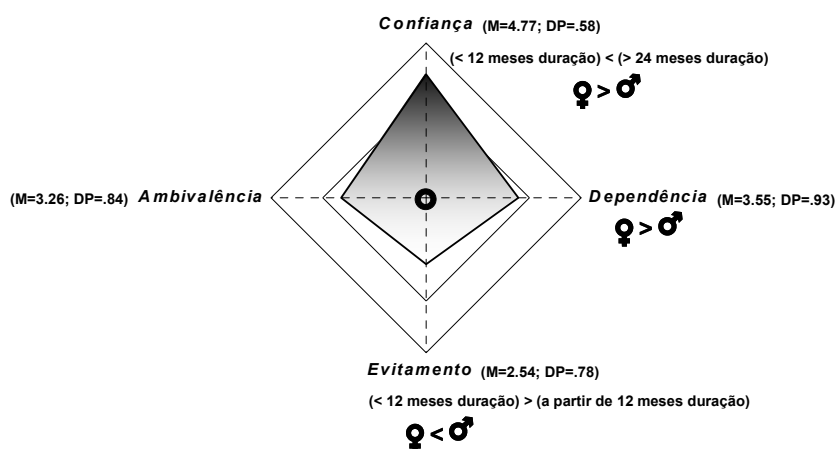 Confiança (M=4.77; DP=.58)
(< 12 meses duração) < (> 24 meses duração)
♀ > ♂
(M=3.26; DP=.84) Ambivalência
Dependência (M=3.55; DP=.93)
♀ > ♂
Evitamento (M=2.54; DP=.78)
(< 12 meses duração) > (a partir de 12 meses duração)
♀ < ♂